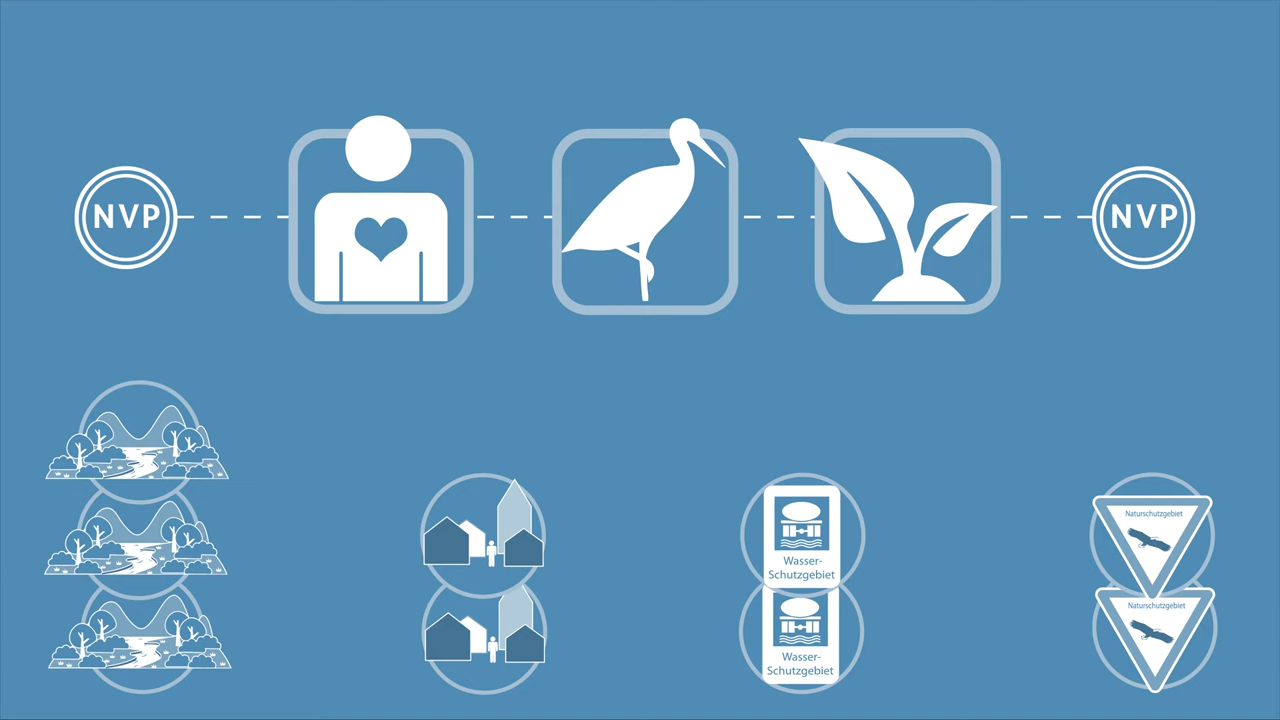 NVP
NVP
Wasser-
Schutzgebiet
Naturschutzgebiet
Wasser-
Schutzgebiet
Naturschutzgebiet